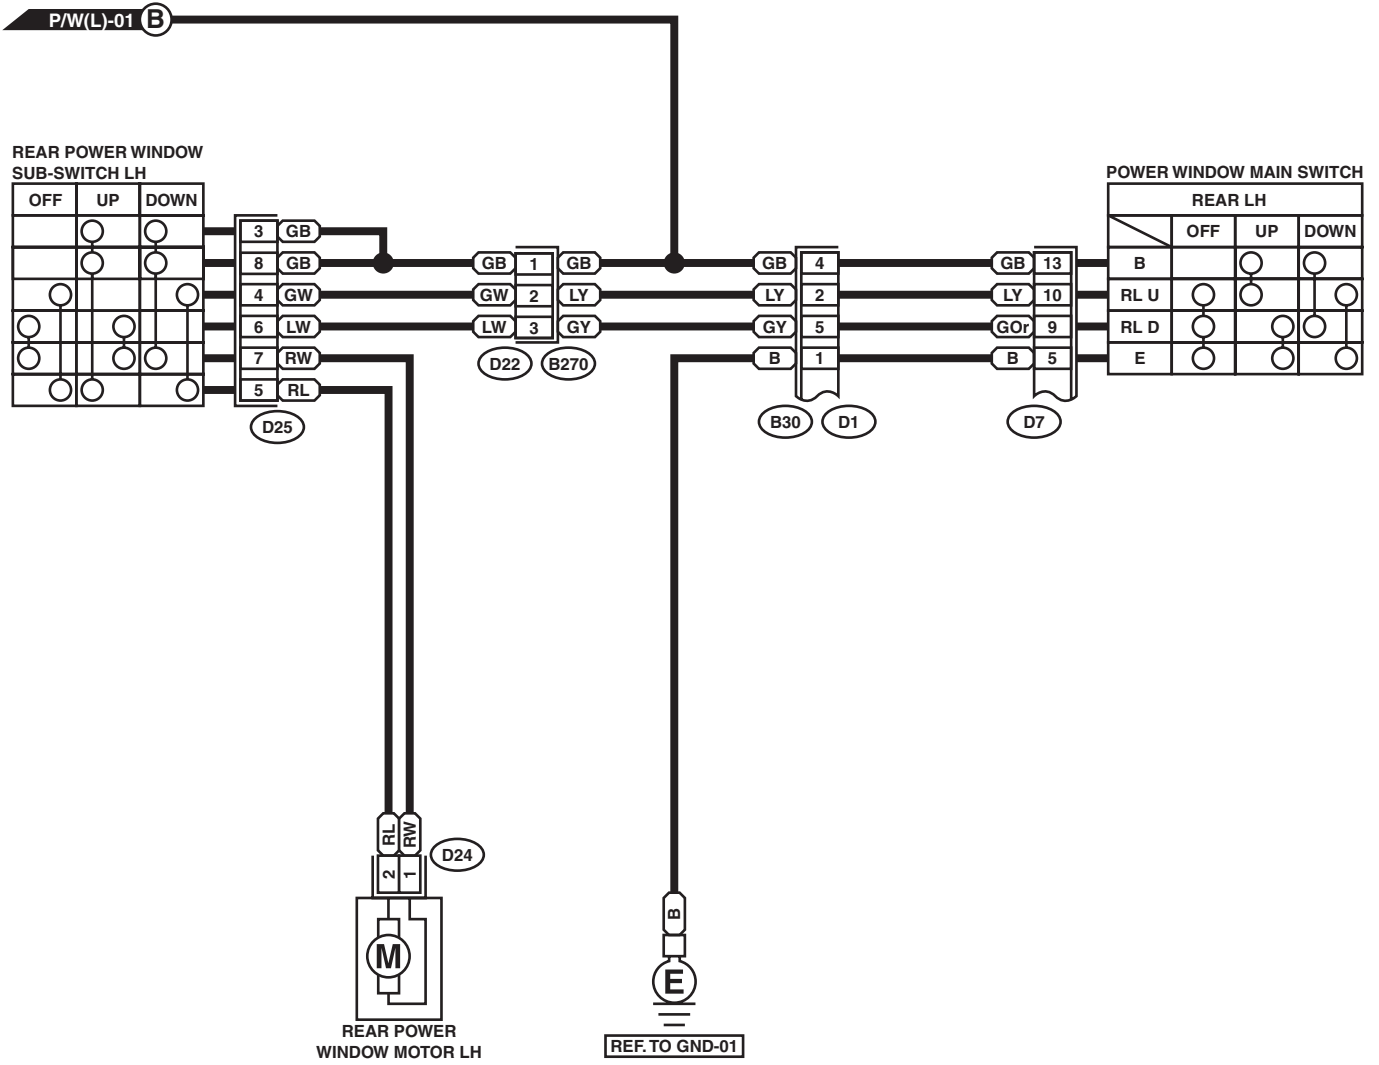 P/W(L)-01 B
REAR POWER WINDOW
SUB-SWITCH LH
OFF UP DOWN
POWER WINDOW MAIN SWITCH
REAR LH
OFF UP DOWN
3 GB
8 GB GB 1 GB GB 4 GB 13 B
4 GW GW 2 LY LY 2 LY 10 RL U
6 LW LW 3 GY GY 5 GOr 9 RL D
7 RW B 1 B 5 E
5 RL
D22 B270
D25
B30 D1
D7
RL RW
D24
2 1
M
REAR POWER
WINDOW MOTOR LH
B
E
REF. TO GND-01